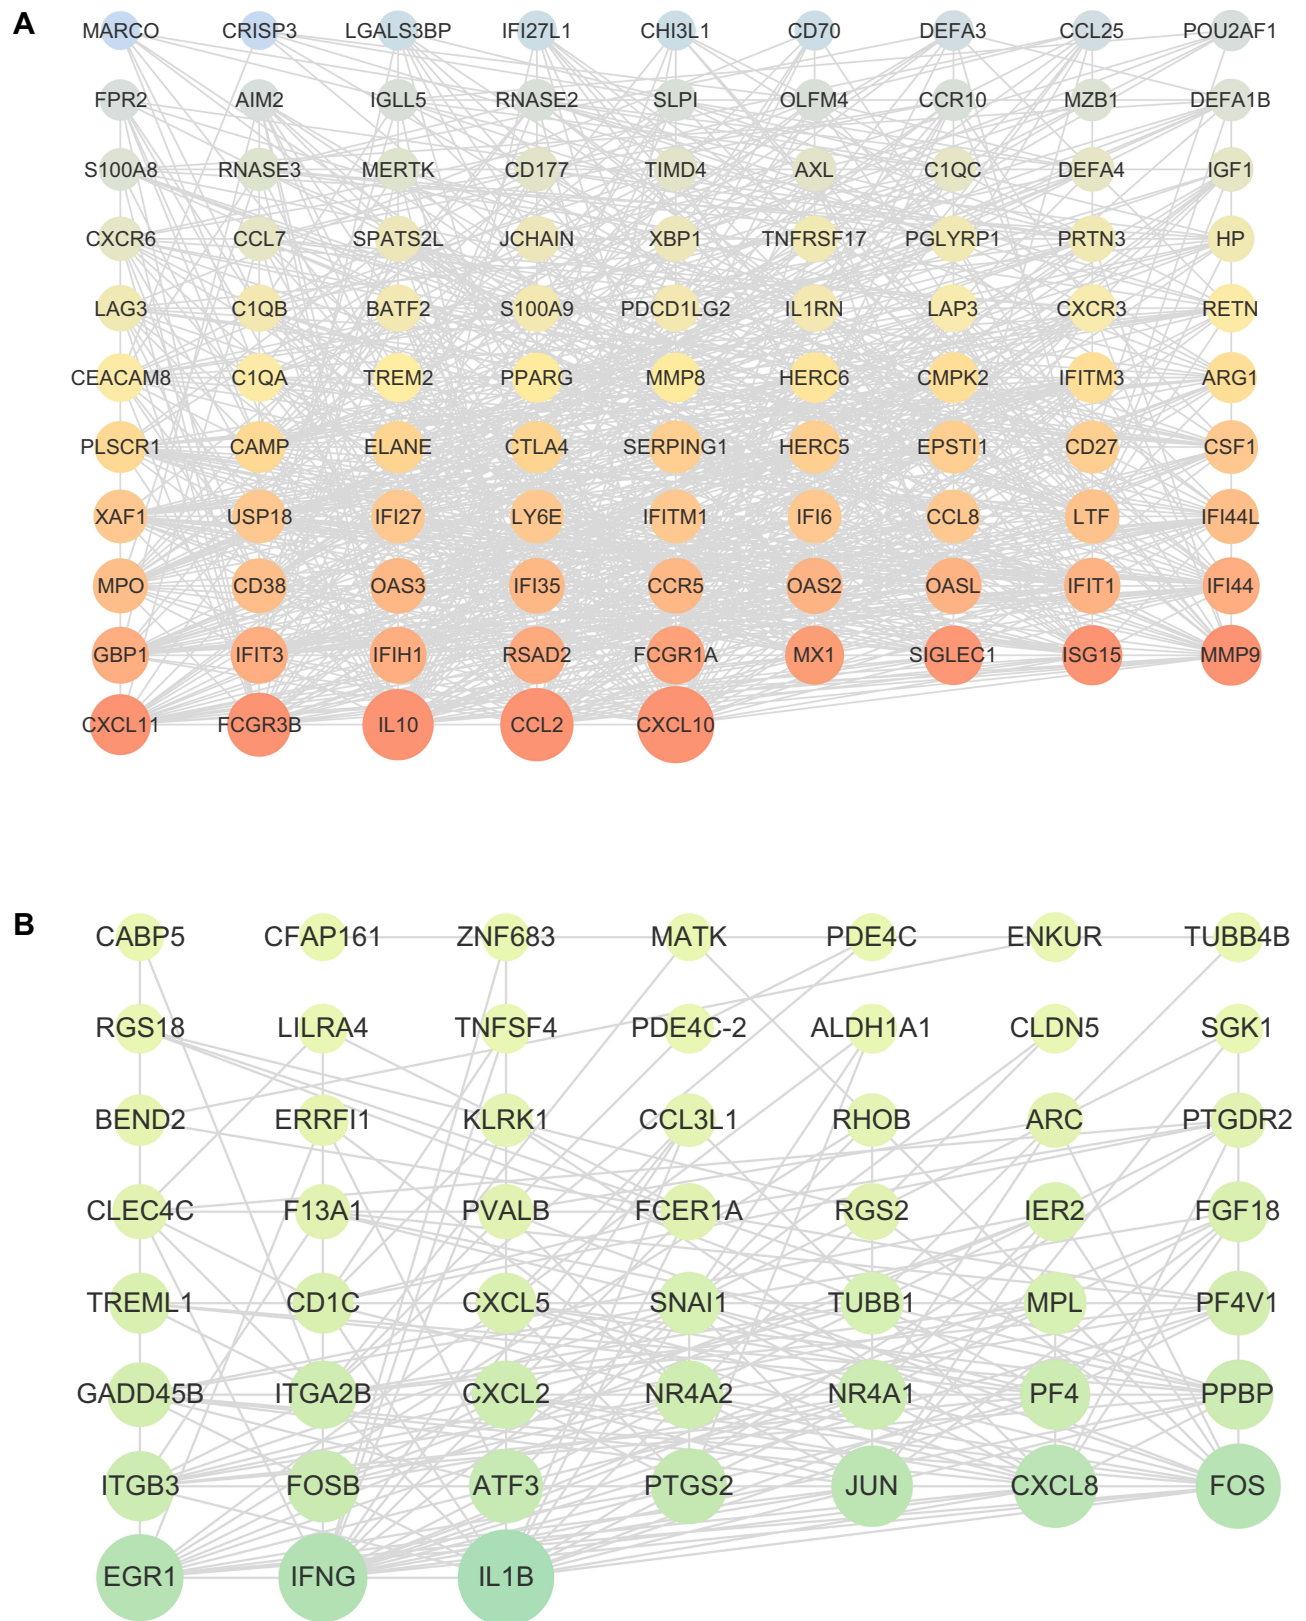 A
MARCO CRISP3 LGALS3BP IFI27L1 CHI3L1 CD70 DEFA3 CCL25 POU2AF1
FPR2 AIM2 IGLL5 RNASE2 SLPI OLFM4 CCR10 MZB1 DEFA1B
S100A8 RNASE3 MERTK CD177 TIMD4 AXL C1QC DEFA4 IGF1
CXCR6 CCL7 SPATS2L JCHAIN XBP1 TNFRSF17 PGLYRP1 PRTN3 HP
LAG3 C1QB BATF2 S100A9 PDCD1LG2 IL1RN LAP3 CXCR3 RETN
CEACAM8 C1QA TREM2 PPARG MMP8 HERC6 CMPK2 IFITM3 ARG1
PLSCR1 CAMP ELANE CTLA4 SERPING1 HERC5 EPSTI1 CD27 CSF1
XAF1 USP18 IFI27 LY6E IFITM1 IFI6 CCL8 LTF IFI44L
MPO CD38 OAS3 IFI35 CCR5 OAS2 OASL IFIT1 IFI44
GBP1 IFIT3 IFIH1 RSAD2 FCGR1A MX1 SIGLEC1 ISG15 MMP9
CXCL11 FCGR3B IL10 CCL2 CXCL10
B
CABP5 CFAP161 ZNF683 MATK PDE4C ENKUR TUBB4B
RGS18 LILRA4 TNFSF4 PDE4C-2 ALDH1A1 CLDN5 SGK1
BEND2 ERRFI1 KLRK1 CCL3L1 RHOB ARC PTGDR2
CLEC4C F13A1 PVALB FCER1A RGS2 IER2 FGF18
TREML1 CD1C CXCL5 SNAI1 TUBB1 MPL PF4V1
GADD45B ITGA2B CXCL2 NR4A2 NR4A1 PF4 PPBP
ITGB3 FOSB ATF3 PTGS2 JUN CXCL8 FOS
EGR1 IFNG IL1B